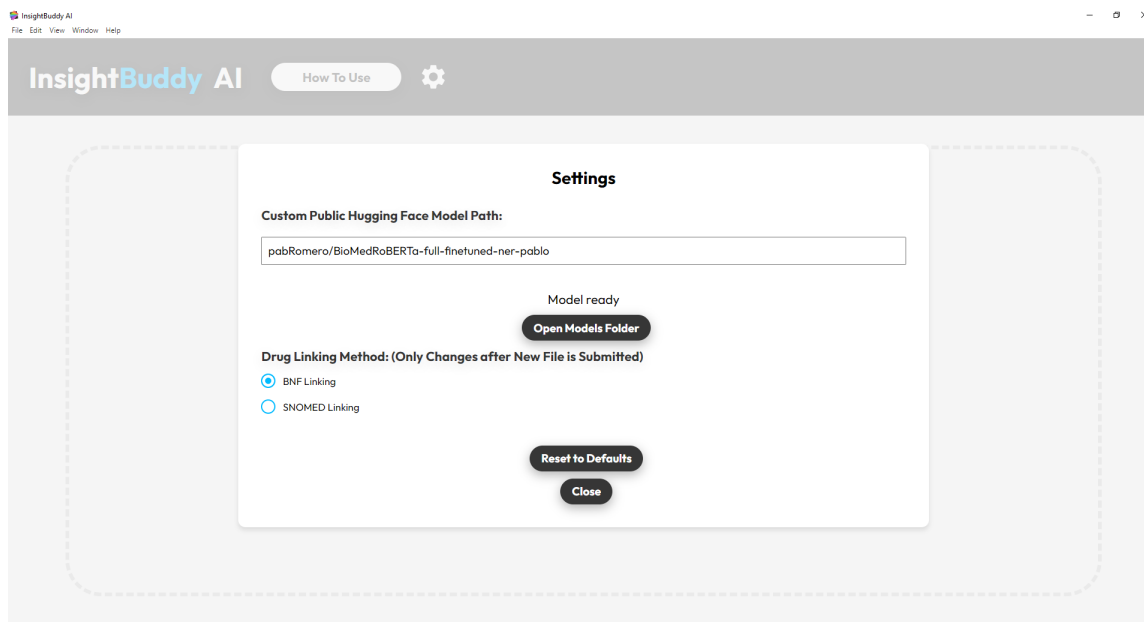 InsightBuddy AI
File Edit View Window Help
InsightBuddy AI How To Use
Settings
Custom Public Hugging Face Model Path:
pabRomero/BioMedRoBERTa-full-finetuned-ner-pablo
Model ready
Open Models Folder
Drug Linking Method: (Only Changes after New File is Submitted)
BNF Linking
SNOMED Linking
Reset to Defaults
Close